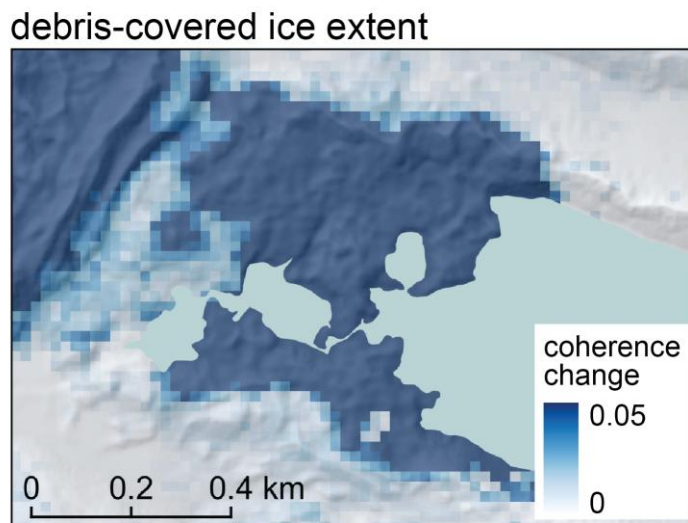 debris-covered ice extent
coherence
change
0.05
0
0 0.2 0.4 km